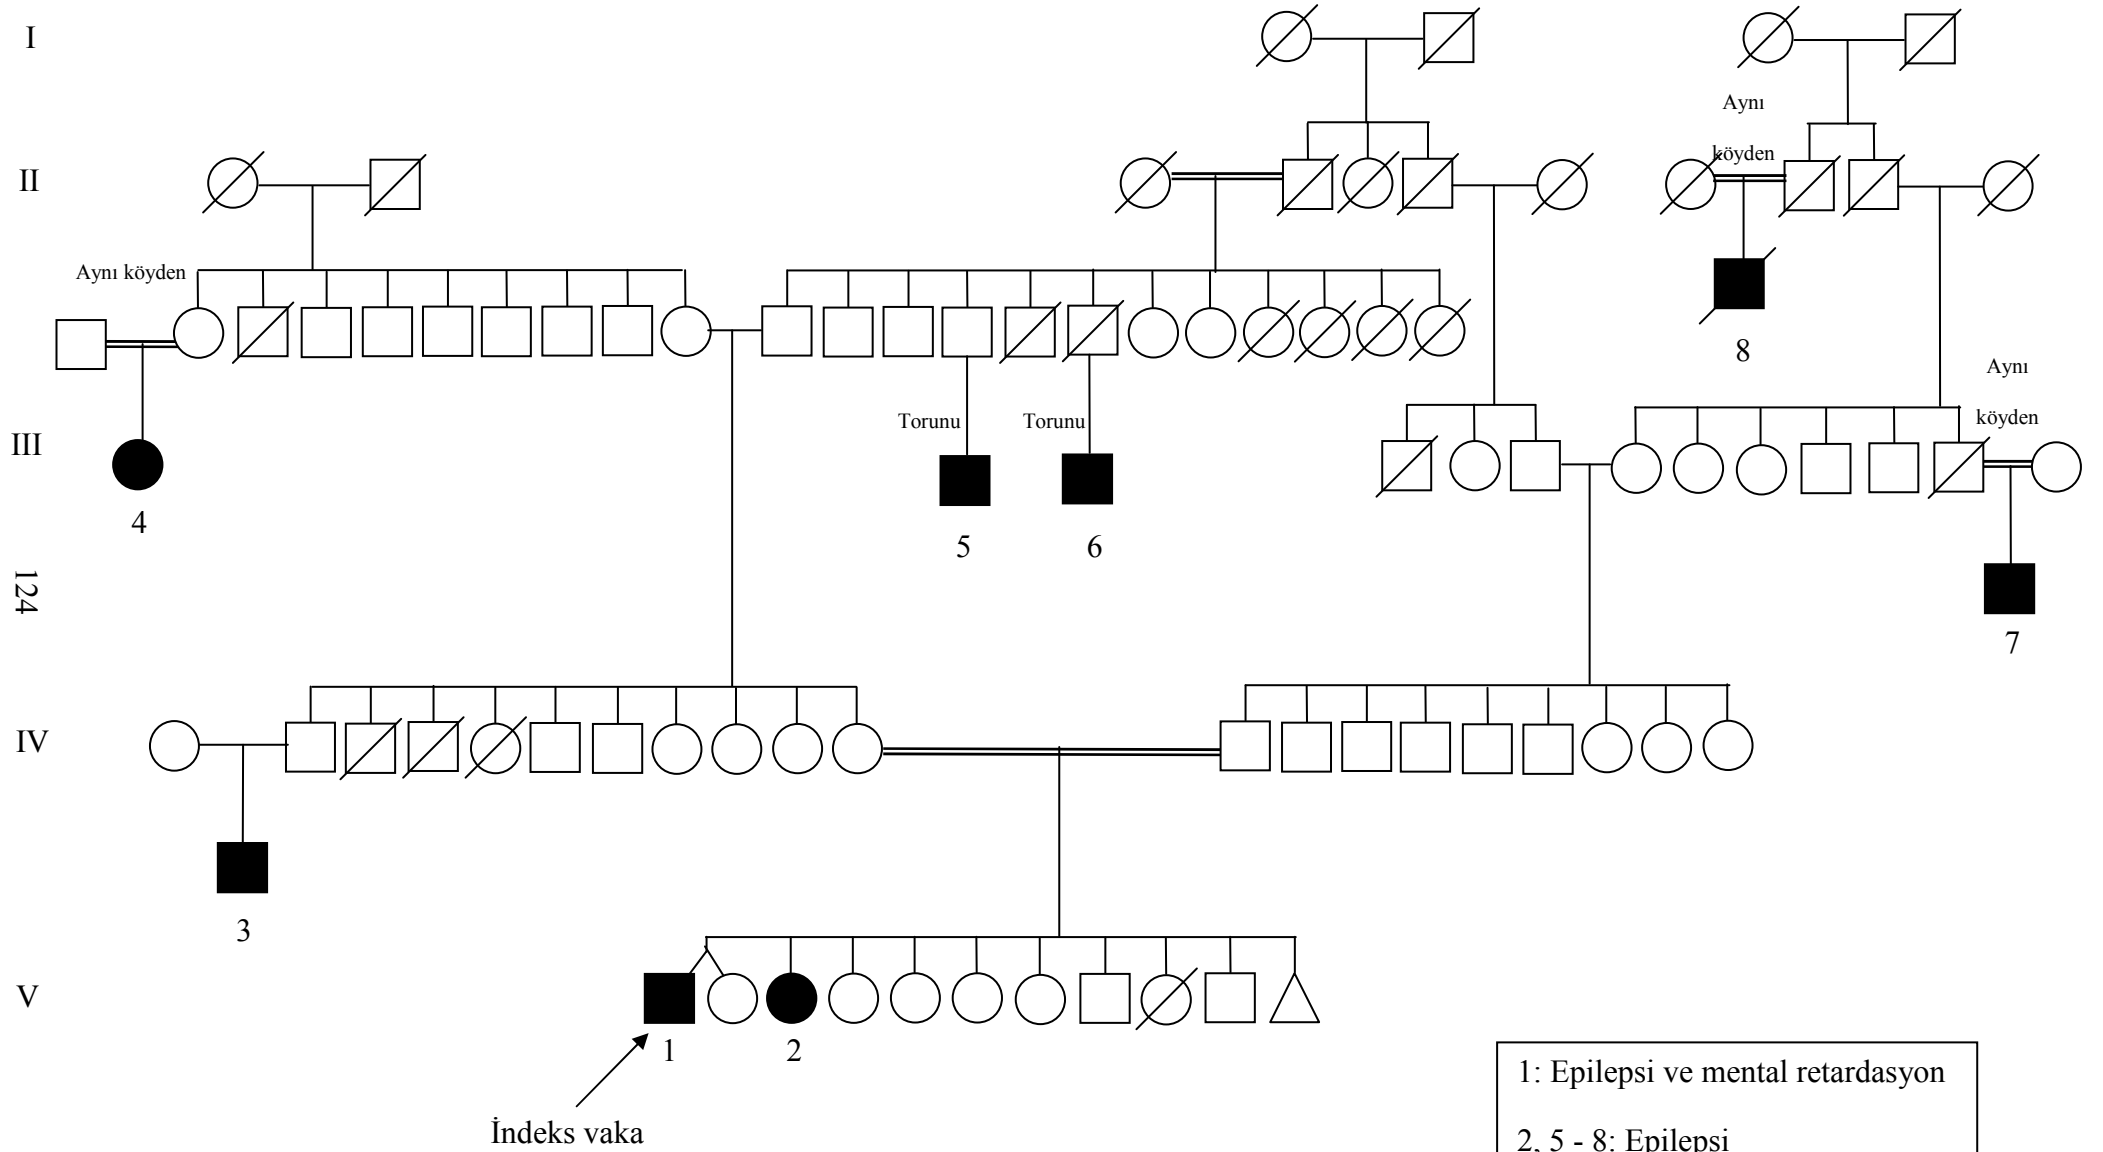 I
Aynı
köyden
II
Aynı köyden
8
Aynı
köyden
Torunu
Torunu
III
4
5
6
124
7
IV
3
V
1
2
İndeks vaka
1: Epilepsi ve mental retardasyon
2, 5 - 8: Epilepsi